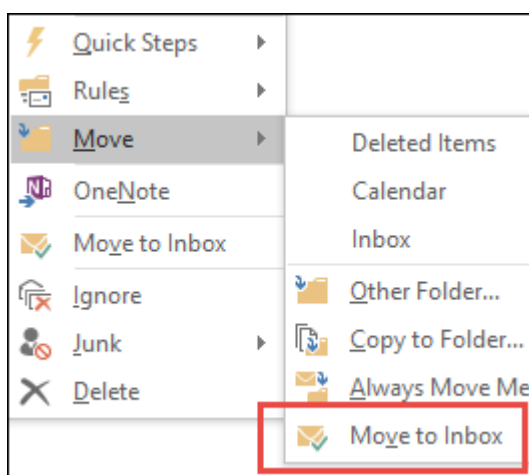 Quick Steps
Rules
Move
OneNote
Move to Inbox
Ignore
Junk
Delete
Deleted Items
Calendar
Inbox
Other Folder...
Copy to Folder...
Always Move Me
Move to Inbox